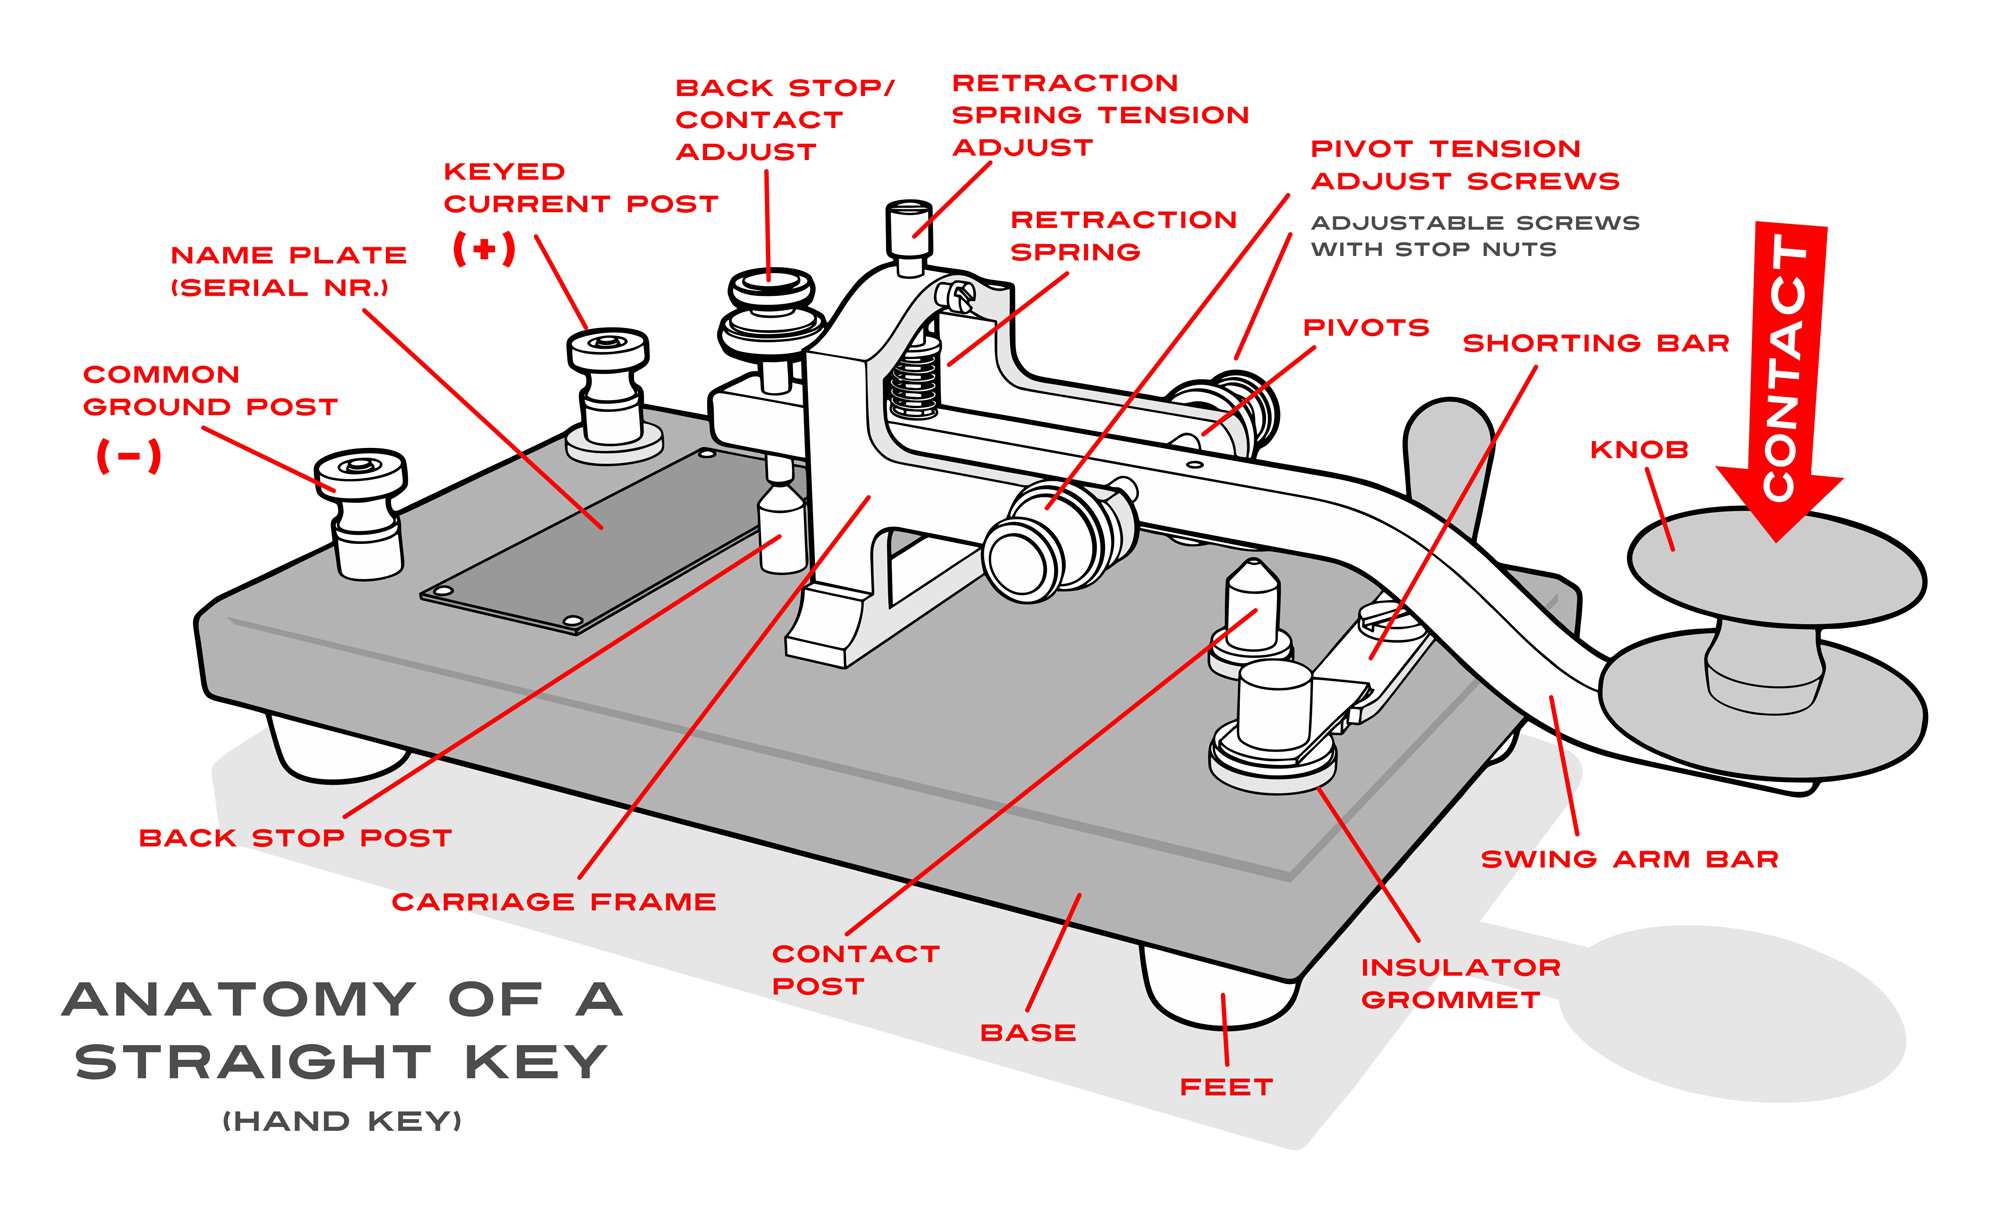 BACK STOP/
CONTACT
ADJUST
RETRACTION
SPRING TENSION
ADJUST
PIVOT TENSION
ADJUST SCREWS
ADJUSTABLE SCREWS
WITH STOP NUTS
KEYED
CURRENT POST
(+)
RETRACTION
SPRING
NAME PLATE
(SERIAL NR.)
PIVOTS
SHORTING BAR
CONTACT
COMMON
GROUND POST
(-)
KNOB
BACK STOP POST
SWING ARM BAR
CARRIAGE FRAME
CONTACT
POST
INSULATOR
GROMMET
BASE
FEET
ANATOMY OF A
STRAIGHT KEY
(HAND KEY)